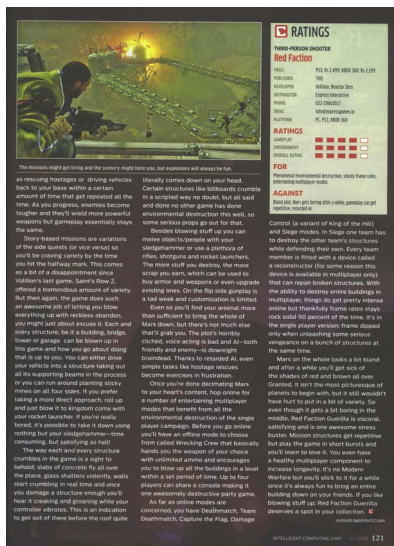 The missions might get tiring and the scenery might bore you, but explosions will always be fun.
as rescuing hostages or driving vehicles
back to your base within a certain
amount of time that get repeated all the
time. As you progress, enemies become
tougher and they'll wield more powerful
weapons but gameplay essentially stays
the same.
Story-based missions are variations
of the side quests (or vice versa) so
you'll be craving variety by the time
you hit the halfway mark. This comes
as a bit of a disappointment since
Volition's last game, Saint's Row 2,
offered a tremendous amount of variety.
But then again, the game does such
an awesome job of letting you blow
everything up with reckless abandon,
you might just about excuse it. Each and
every structure, be it a building, bridge,
tower or garage can be blown up in
this game and how you go about doing
that is up to you. You can either drive
your vehicle into a structure taking out
all its supporting beams in the process
or you can run around planting sticky
mines on all four sides. If you prefer
taking a more direct approach, roll up
and just blow it to kingdom come with
your rocket launcher. If you're really
bored, it's possible to take it down using
nothing but your sledgehammer—time
consuming, but satisfying as hell!
The way each and every structure
crumbles in the game is a sight to
behold; slabs of concrete fly all over
the place, glass shatters violently, walls
start crumbling in real time and once
you damage a structure enough you'll
hear it creaking and groaning while your
controller vibrates. This is an indication
to get out of there before the roof quite
literally comes down on your head.
Certain structures like billboards crumble
in a scripted way no doubt, but all said
and done no other game has done
environmental destruction this well, so
some serious props go out for that.
Besides blowing stuff up you can
melee objects/people with your
sledgehammer or use a plethora of
rifles, shotguns and rocket launchers.
The more stuff you destroy, the more
scrap you earn, which can be used to
buy armor and weapons or even upgrade
existing ones. On the flip side gunplay is
a tad weak and customization is limited.
Even so you'll find your arsenal more
than sufficient to bring the whole of
Mars down, but there's not much else
that'll grab you. The plot's horribly
cliched, voice acting is bad and AI—both
friendly and enemy—is downright
braindead. Thanks to retarded AI, even
simple tasks like hostage rescues
become exercises in frustration.
Once you're done decimating Mars
to your heart's content, hop online for
a number of entertaining multiplayer
modes that benefit from all the
environmental destruction of the single
player campaign. Before you go online
you'll have an offline mode to choose
from called Wrecking Crew that basically
hands you the weapon of your choice
with unlimited ammo and encourages
you to blow up all the buildings in a level
within a set period of time. Up to four
players can share a console making it
one awesomely destructive party game.
As far as online modes are
concerned, you have Deathmatch, Team
Deathmatch, Capture the Flag, Damage
RATINGS
THIRD-PERSON SHOOTER
Red Faction
PRICE PS3: Rs 2,499; XBOX 360: Rs 2,199
PUBLISHER THQ
DEVELOPER Volition, Reactor Zero
DISTRIBUTOR Express Interactive
PHONE 022-23661017
EMAIL
PLATFORM PC, PS3, XBOX 360
RATINGS
GAMEPLAY
ENVIRONMENT
OVERALL RATING
FOR
Phenomenal environmental destruction, sturdy frame rates,
entertaining multiplayer modes.
AGAINST
Bland plot, Mars gets boring after a while, gameplay can get
repetitive, retarded AI.
Control (a variant of King of the Hill)
and Siege modes. In Siege one team has
to destroy the other team's structures
while defending their own. Every team
member is fitted with a device called
a reconstructor (for some reason this
device is available in multiplayer only)
that can repair broken structures. With
the ability to destroy entire buildings in
multiplayer, things do get pretty intense
online but thankfully frame rates stays
rock solid 90 percent of the time. It's in
the single player version; frame dipped
only when unleashing some serious
vengeance on a bunch of structures at
the same time.
Mars on the whole looks a bit bland
and after a while you'll get sick of
the shades of red and brown all over.
Granted, it isn't the most picturesque of
planets to begin with, but it still wouldn't
have hurt to put in a bit of variety. So
even though it gets a bit boring in the
middle, Red Faction Guerrilla is visceral,
satisfying and is one awesome stress
buster. Mission structures get repetitive
but play the game in short bursts and
you'll learn to love it. You even have
a healthy multiplayer component to
increase longevity. It's no Modern
Warfare but you'll stick to it for a while
since it's always fun to bring an entire
building down on your friends. If you like
blowing stuff up; Red Faction Guerrilla
deserves a spot in your collection.
INTELLIGENT COMPUTING CHIP 121